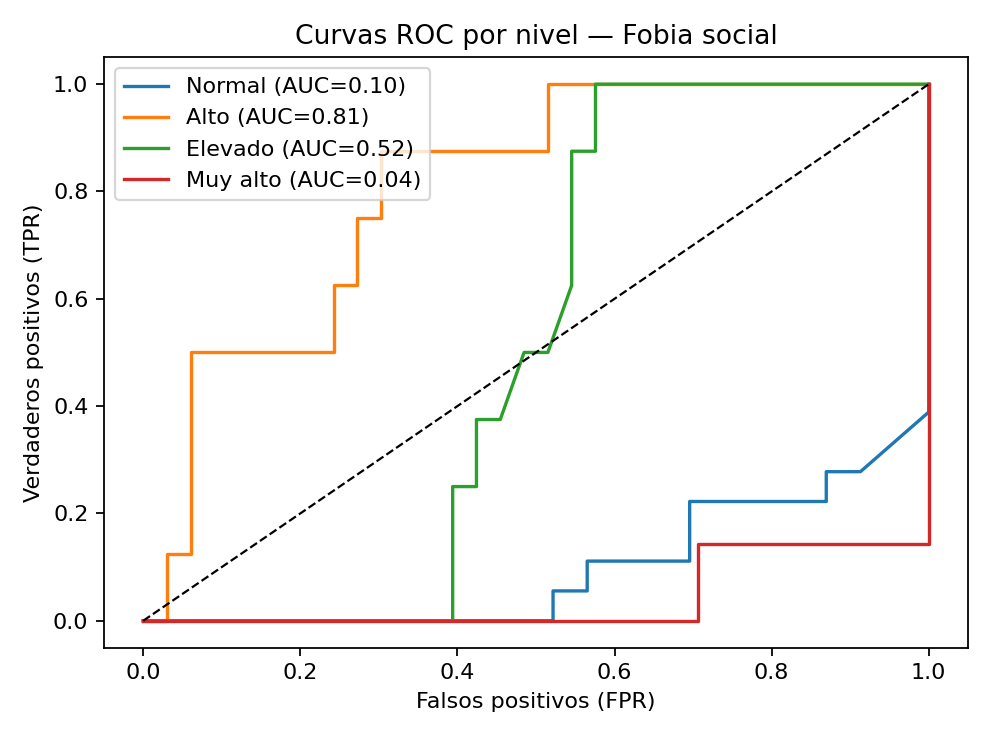 Curvas ROC por nivel — Fobia social
Normal (AUC=0.10)
Alto (AUC=0.81)
Elevado (AUC=0.52)
Muy alto (AUC=0.04)
Verdaderos positivos (TPR)
1.0
0.8
0.6
0.4
0.2
0.0
0.0 0.2 0.4 0.6 0.8 1.0
Falsos positivos (FPR)